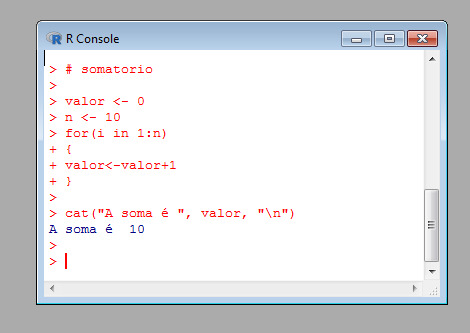 R Console
> # somatorio
>
> valor <- 0
> n <- 10
> for(i in 1:n)
+ {
+ valor<-valor+1
+ }
>
> cat("A soma é ", valor, "\n")
A soma é  10
>
>